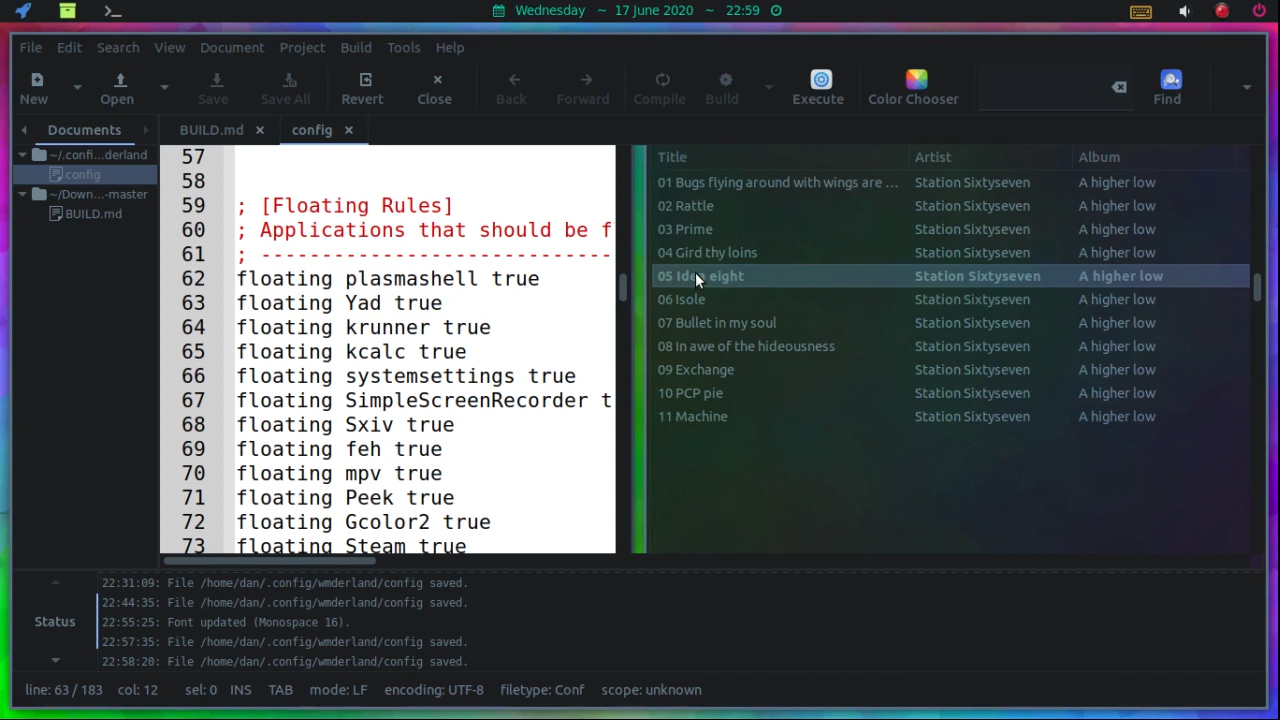 Wednesday ~ 17 June 2020 ~ 22:59
File Edit Search View Document Project Build Tools Help
New Open Save Save All Revert Close Back Forward Compile Build Execute Color Chooser Find
Documents
~/.confi...derland
config
~/Down...-master
BUILD.md
BUILD.md config
57
58
59 ; [Floating Rules]
60 ; Applications that should be f
61 ; -----------------------------
62 floating plasmashell true
63 floating Yad true
64 floating krunner true
65 floating kcalc true
66 floating systemsettings true
67 floating SimpleScreenRecorder t
68 floating Sxiv true
69 floating feh true
70 floating mpv true
71 floating Peek true
72 floating Gcolor2 true
73 floating Steam true
Title Artist Album
01 Bugs flying around with wings are ... Station Sixtyseven A higher low
02 Rattle Station Sixtyseven A higher low
03 Prime Station Sixtyseven A higher low
04 Gird thy loins Station Sixtyseven A higher low
05 Idea eight Station Sixtyseven A higher low
06 Isole Station Sixtyseven A higher low
07 Bullet in my soul Station Sixtyseven A higher low
08 In awe of the hideousness Station Sixtyseven A higher low
09 Exchange Station Sixtyseven A higher low
10 PCP pie Station Sixtyseven A higher low
11 Machine Station Sixtyseven A higher low
Status
22:31:09: File /home/dan/.config/wmderland/config saved.
22:44:35: File /home/dan/.config/wmderland/config saved.
22:55:25: Font updated (Monospace 16).
22:57:35: File /home/dan/.config/wmderland/config saved.
22:58:20: File /home/dan/.config/wmderland/config saved.
line: 63 / 183 col: 12 sel: 0 INS TAB mode: LF encoding: UTF-8 filetype: Conf scope: unknown